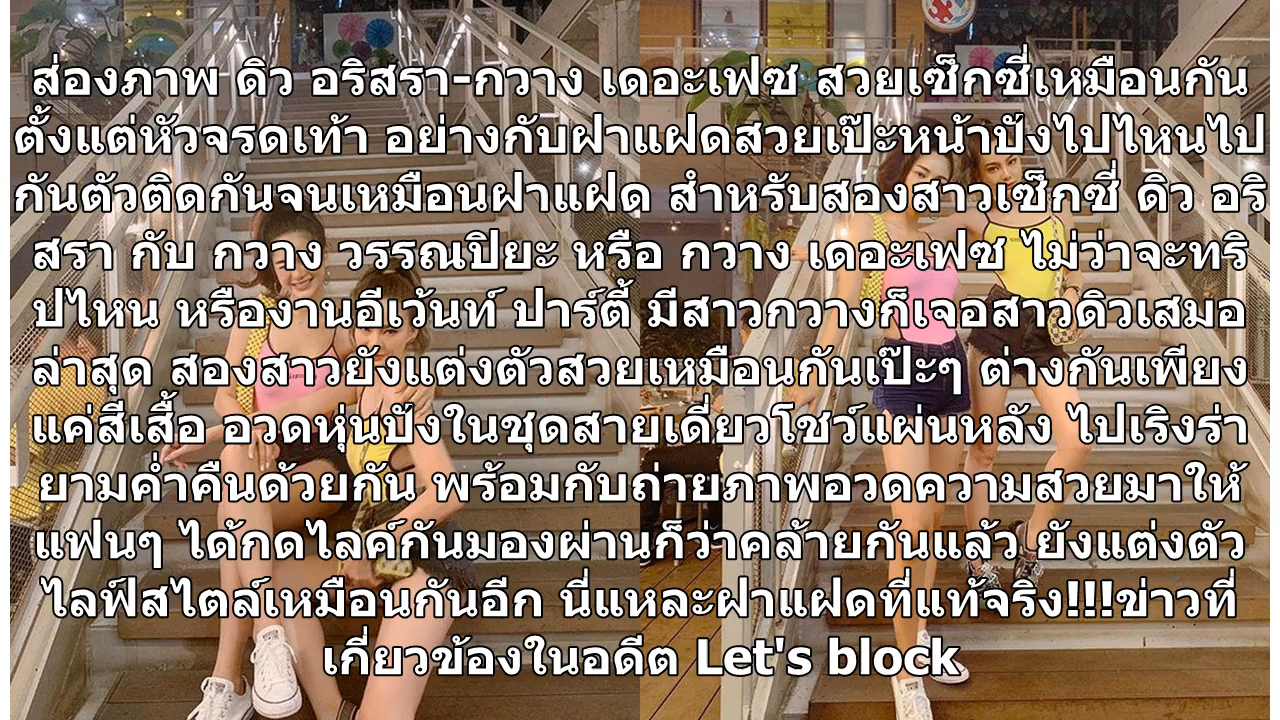 ส่องภาพ ดิว อริสรา-กวาง เดอะเฟซ สวยเซ็กซี่เหมือนกัน
ตั้งแต่หัวจรดเท้า อย่างกับฝาแฝดสวยเป๊ะหน้าปังไปไหนไป
กันตัวติดกันจนเหมือนฝาแฝด สำหรับสองสาวเซ็กซี่ ดิว อริ
สรา กับ กวาง วรรณปิยะ หรือ กวาง เดอะเฟซ ไม่ว่าจะทริ
ปไหน หรืองานอีเว้นท์ ปาร์ตี้ มีสาวกวางก็เจอสาวดิวเสมอ
ล่าสุด สองสาวยังแต่งตัวสวยเหมือนกันเป๊ะๆ ต่างกันเพียง
แค่สีเสื้อ อวดหุ่นปังในชุดสายเดี่ยวโชว์แผ่นหลัง ไปเริงร่า
ยามค่ำคืนด้วยกัน พร้อมกับถ่ายภาพอวดความสวยมาให้
แฟนๆ ได้กดไลค์กันมองผ่านก็ว่าคล้ายกันแล้ว ยังแต่งตัว
ไลฟ์สไตล์เหมือนกันอีก นี่แหละฝาแฝดที่แท้จริง!!!ข่าวที่
เกี่ยวข้องในอดีต Let's block